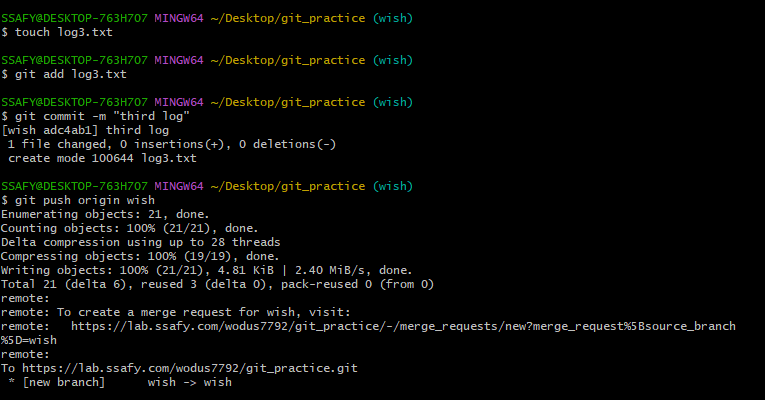 SSAFY@DESKTOP-763H7O7 MINGW64 ~/Desktop/git_practice (wish)
$ touch log3.txt
SSAFY@DESKTOP-763H7O7 MINGW64 ~/Desktop/git_practice (wish)
$ git add log3.txt
SSAFY@DESKTOP-763H7O7 MINGW64 ~/Desktop/git_practice (wish)
$ git commit -m "third log"
[wish adc4ab1] third log
 1 file changed, 0 insertions(+), 0 deletions(-)
 create mode 100644 log3.txt
SSAFY@DESKTOP-763H7O7 MINGW64 ~/Desktop/git_practice (wish)
$ git push origin wish
Enumerating objects: 21, done.
Counting objects: 100% (21/21), done.
Delta compression using up to 28 threads
Compressing objects: 100% (19/19), done.
Writing objects: 100% (21/21), 4.81 KiB | 2.40 MiB/s, done.
Total 21 (delta 6), reused 3 (delta 0), pack-reused 0 (from 0)
remote:
remote: To create a merge request for wish, visit:
remote:   https://lab.ssafy.com/wodus7792/git_practice/-/merge_requests/new?merge_request%5Bsource_branch
%5D=wish
remote:
To https://lab.ssafy.com/wodus7792/git_practice.git
 * [new branch]      wish -> wish